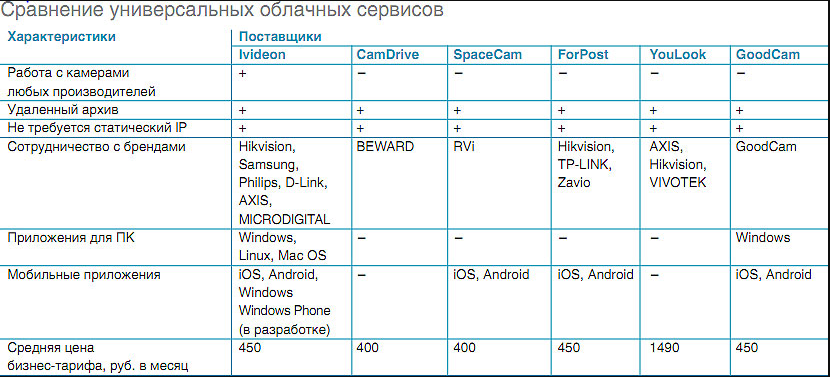 Сравнение универсальных облачных сервисов
Характеристики Поставщики
Ivideon CamDrive SpaceCam ForPost YouLook GoodCam
Работа с камерами + – – – – –
любых производителей
Удаленный архив + + + + + +
Не требуется статический IP + + + + + +
Сотрудничество с брендами Hikvision, BEWARD RVi Hikvision, AXIS, GoodCam
Samsung, TP-LINK, Hikvision,
Philips, D-Link, Zavio VIVOTEK
AXIS,
MICRODIGITAL
Приложения для ПК Windows, – – – – Windows
Linux, Mac OS
Мобильные приложения iOS, Android, – iOS, Android iOS, Android – iOS, Android
Windows
Windows Phone
(в разработке)
Средняя цена 450 400 400 450 1490 450
бизнес-тарифа, руб. в месяц